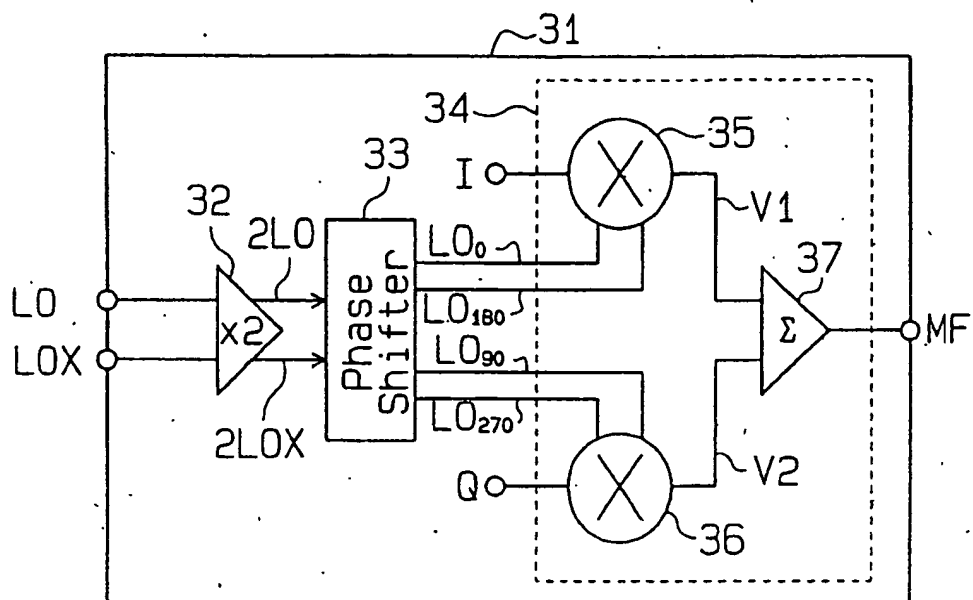 31
34
35
33
I
32
V1
2LO
LO0
37
LO
LO180
x2
Phase Shifter
Σ
MF
LOX
LO90
LO270
2LOX
V2
Q
36